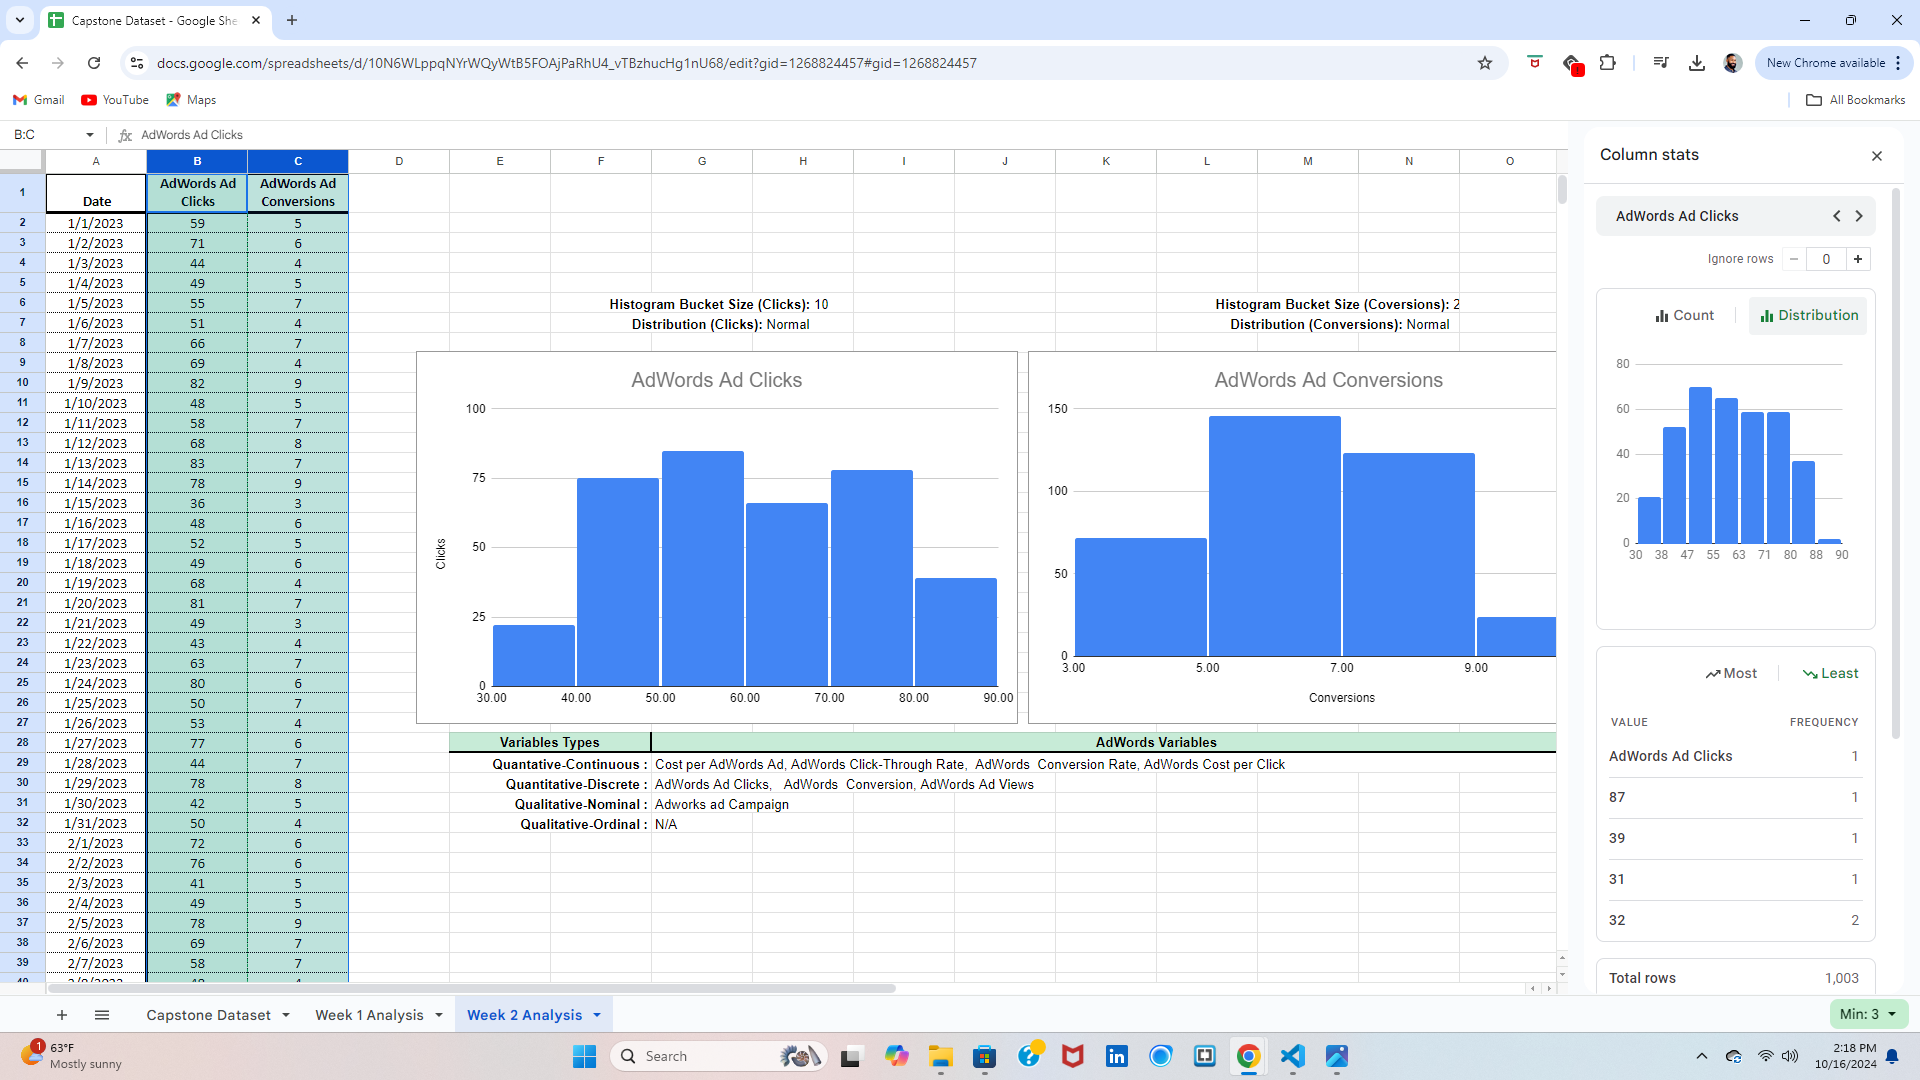 Capstone Dataset - Google She
docs.google.com/spreadsheets/d/10N6WLppqNYrWQyWtB5FOAjPaRhU4_vTBzhucHg1nU68/edit?gid=1268824457#gid=1268824457
New Chrome available
Gmail YouTube Maps
All Bookmarks
B:C fx AdWords Ad Clicks
A B C D E F G H I J K L M N O
1 Date AdWords Ad Clicks AdWords Ad Conversions
2 1/1/2023 59 5
3 1/2/2023 71 6
4 1/3/2023 44 4
5 1/4/2023 49 5
6 1/5/2023 55 7
7 1/6/2023 51 4
8 1/7/2023 66 7
9 1/8/2023 69 4
10 1/9/2023 82 9
11 1/10/2023 48 5
12 1/11/2023 58 7
13 1/12/2023 68 8
14 1/13/2023 83 7
15 1/14/2023 78 9
16 1/15/2023 36 3
17 1/16/2023 48 6
18 1/17/2023 52 5
19 1/18/2023 49 6
20 1/19/2023 68 4
21 1/20/2023 81 7
22 1/21/2023 49 3
23 1/22/2023 43 4
24 1/23/2023 63 7
25 1/24/2023 80 6
26 1/25/2023 50 7
27 1/26/2023 53 4
28 1/27/2023 77 6
29 1/28/2023 44 7
30 1/29/2023 78 8
31 1/30/2023 42 5
32 1/31/2023 50 4
33 2/1/2023 72 6
34 2/2/2023 76 6
35 2/3/2023 41 5
36 2/4/2023 49 5
37 2/5/2023 78 9
38 2/6/2023 69 7
39 2/7/2023 58 7
Histogram Bucket Size (Clicks): 10
Distribution (Clicks): Normal
Histogram Bucket Size (Coversions): 2
Distribution (Conversions): Normal
AdWords Ad Clicks
100
75
50
25
0
Clicks
30.00 40.00 50.00 60.00 70.00 80.00 90.00
AdWords Ad Conversions
150
100
50
0
3.00 5.00 7.00 9.00
Conversions
Variables Types AdWords Variables
Quantative-Continuous : Cost per AdWords Ad, AdWords Click-Through Rate, AdWords Conversion Rate, AdWords Cost per Click
Quantitative-Discrete : AdWords Ad Clicks, AdWords Conversion, AdWords Ad Views
Qualitative-Nominal : Adworks ad Campaign
Qualitative-Ordinal : N/A
Column stats
AdWords Ad Clicks
Ignore rows 0
Count Distribution
80
60
40
20
0
30 38 47 55 63 71 80 88 90
Most Least
VALUE FREQUENCY
AdWords Ad Clicks 1
87 1
39 1
31 1
32 2
Total rows 1,003
Capstone Dataset Week 1 Analysis Week 2 Analysis
Min: 3
1
63°F
Mostly sunny
Search
2:18 PM
10/16/2024